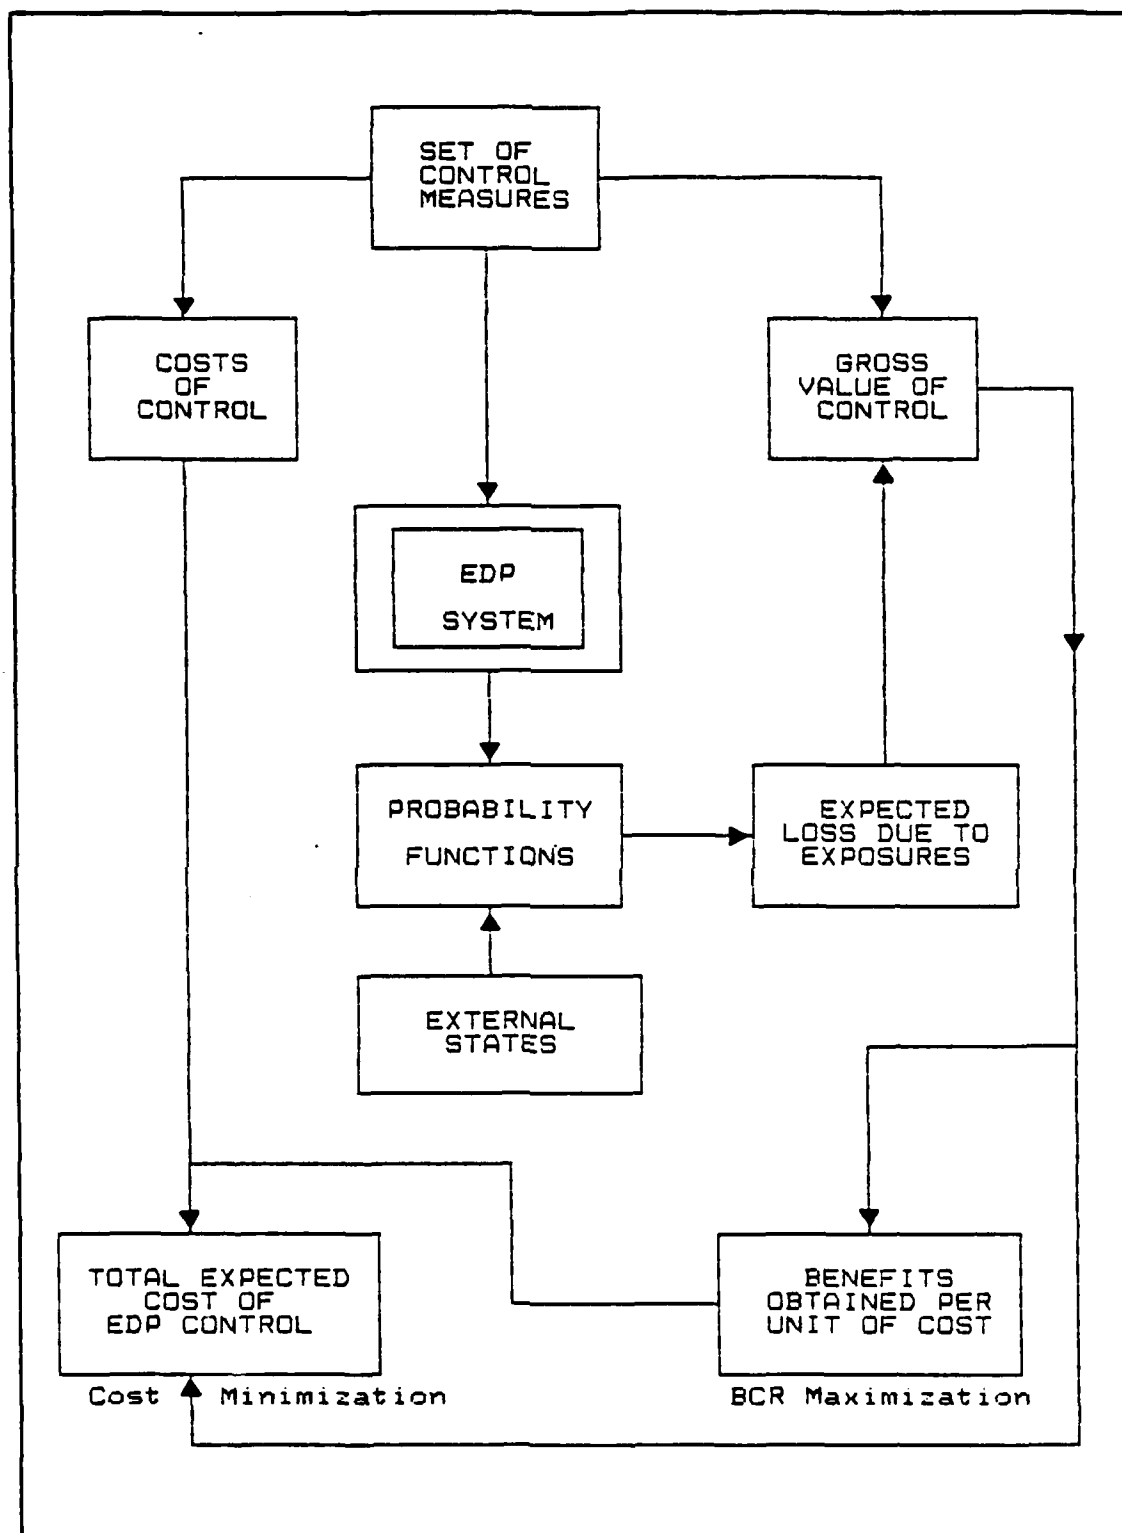 SET OF
CONTROL
MEASURES
COSTS
OF
CONTROL
GROSS
VALUE OF
CONTROL
EDP
SYSTEM
PROBABILITY
FUNCTIONS
EXPECTED
LOSS DUE TO
EXPOSURES
EXTERNAL
STATES
TOTAL EXPECTED
COST OF
EDP CONTROL
BENEFITS
OBTAINED PER
UNIT OF COST
Cost Minimization
BCR Maximization